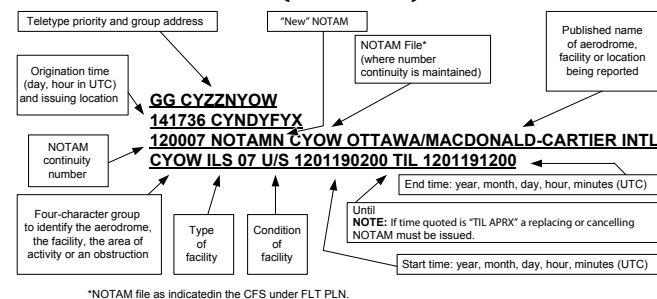 Teletype priority and group address
"New" NOTAM
Published name
of aerodrome,
facility or location
being reported
NOTAM File*
(where number
continuity is maintained)
Origination time
(day, hour in UTC)
and issuing location
GG CYZZNYOW
141736 CYNDYFYX
120007 NOTAMN CYOW OTTAWA/MACDONALD-CARTIER INTL
CYOW ILS 07 U/S 1201190200 TIL 1201191200
NOTAM
continuity
number
End time: year, month, day, hour, minutes (UTC)
Four-character group
to identify the aerodrome,
the facility, the area of
activity or an obstruction
Type
of
facility
Condition
of
facility
Until
NOTE: If time quoted is "TIL APRX" a replacing or cancelling
NOTAM must be issued.
Start time: year, month, day, hour, minutes (UTC)
*NOTAM file as indicatedin the CFS under FLT PLN.